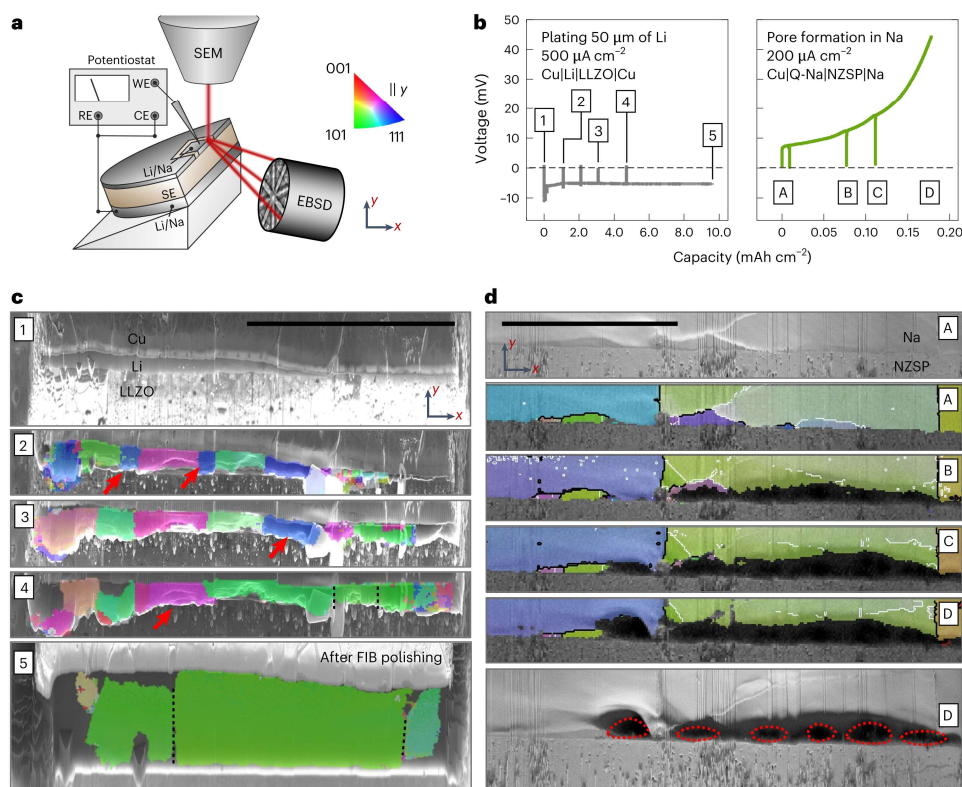 a
SEM
Potentiostat
WE
RE
CE
Li/Na
SE
Li/Na
EBSD
001
|| y
101
111
y
x
b
Voltage (mV)
50
40
30
20
10
0
−10
Plating 50 μm of Li
500 μA cm−2
Cu|Li|LLZO|Cu
1
2
3
4
5
0
2.0
4.0
6.0
8.0
10.0
Pore formation in Na
200 μA cm−2
Cu|Q-Na|NZSP|Na
A
B
C
D
0
0.05
0.10
0.15
0.20
Capacity (mAh cm−2)
c
1
Cu
Li
LLZO
y
x
2
3
4
5
After FIB polishing
d
A
Na
NZSP
y
x
A
B
C
D
D